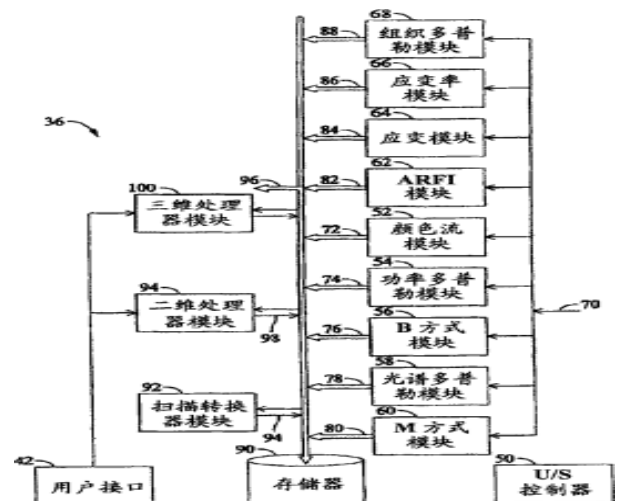 68
88
组织多普
勒模块
66
86
应变率
模块
36
64
84
应变模块
96
62
82
ARFI
模块
100
三维处理
器模块
52
72
颜色流
模块
54
74
功率多普
勒模块
94
二维处理
器模块
98
56
76
B 方式
模块
70
58
78
光谱多普
勒模块
92
扫描转换
器模块
94
60
80
M 方式
模块
42
用户接口
90
存储器
50
U/S
控制器